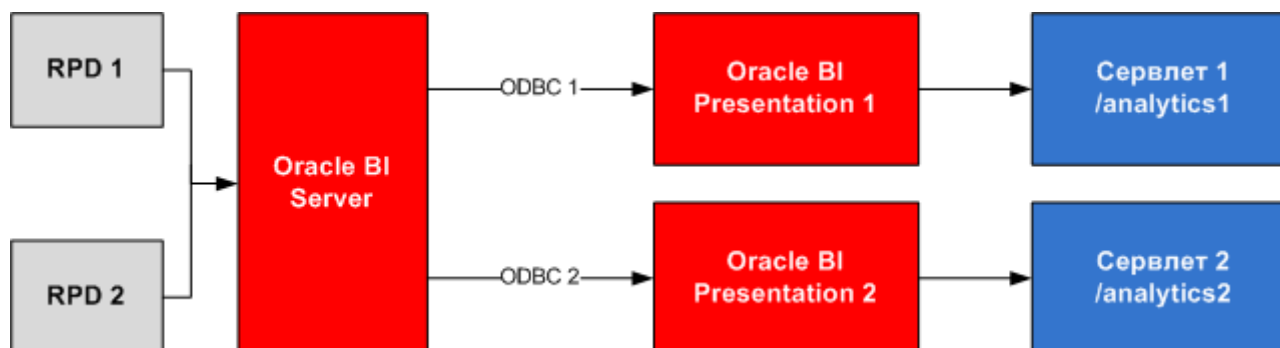 RPD 1
RPD 2
Oracle BI
Server
ODBC 1
ODBC 2
Oracle BI
Presentation 1
Oracle BI
Presentation 2
Сервлет 1
/analytics1
Сервлет 2
/analytics2